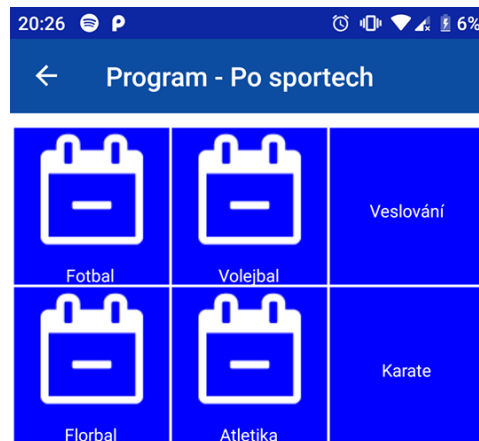 20:26 6%
Program - Po sportech
Fotbal Volejbal Veslování
Florbal Atletika Karate